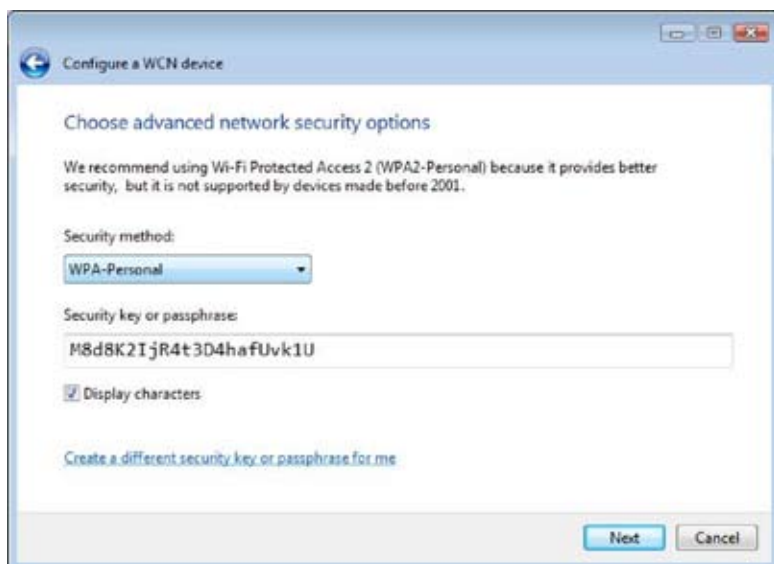 Configure a WCN device
Choose advanced network security options
We recommend using Wi-Fi Protected Access 2 (WPA2-Personal) because it provides better
security, but it is not supported by devices made before 2001.
Security method:
WPA-Personal
Security key or passphrase:
M8d8K2IjR4t3D4hafUvk1U
Display characters
Create a different security key or passphrase for me
Next Cancel